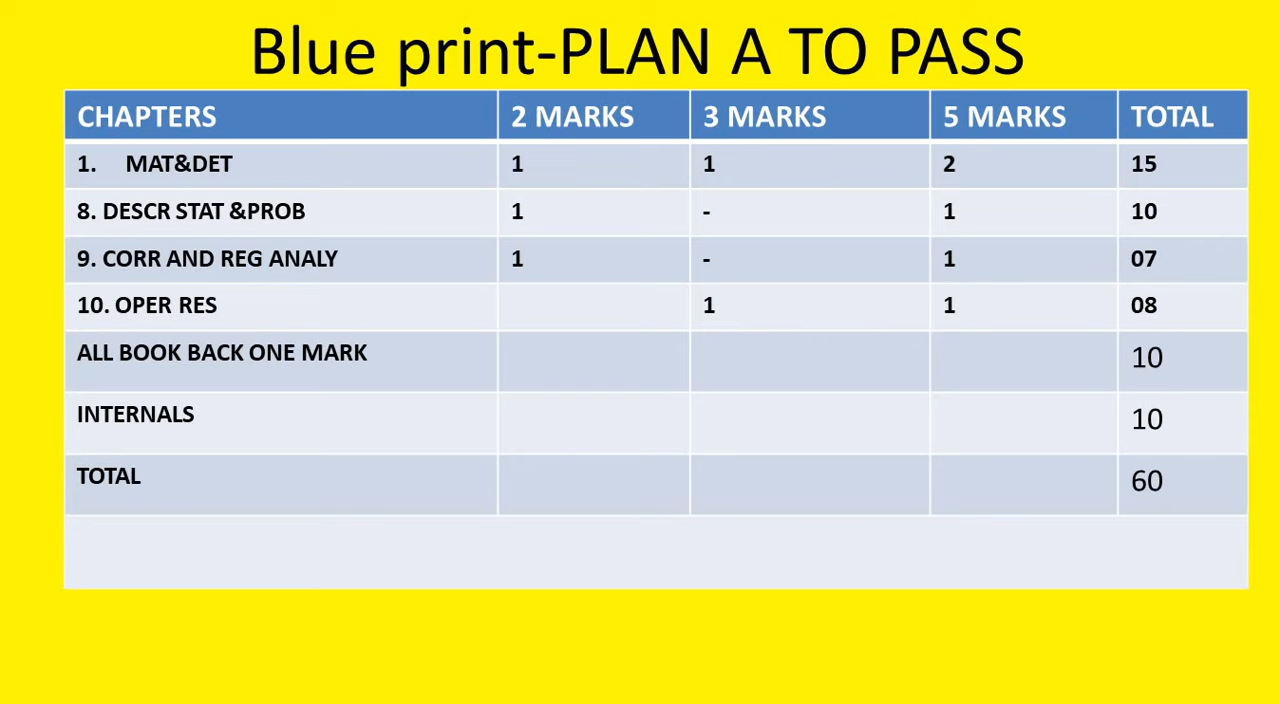 Blue print-PLAN A TO PASS
CHAPTERS 2 MARKS 3 MARKS 5 MARKS TOTAL
1. MAT&DET 1 1 2 15
8. DESCR STAT &PROB 1 - 1 10
9. CORR AND REG ANALY 1 - 1 07
10. OPER RES 1 1 08
ALL BOOK BACK ONE MARK 10
INTERNALS 10
TOTAL 60